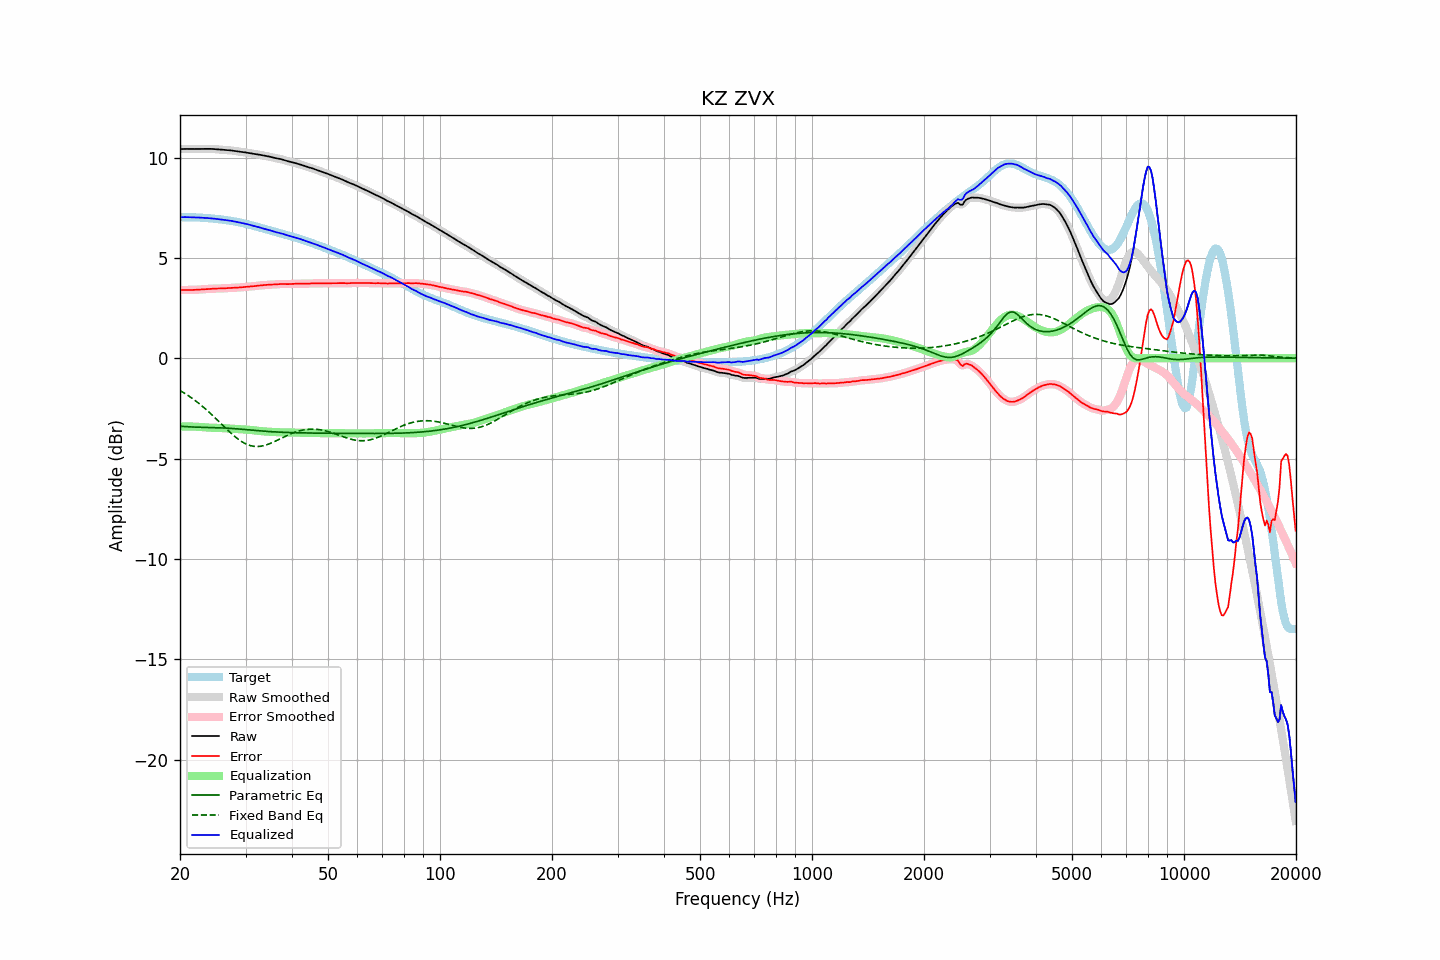 KZ ZVX
10
5
0
−5
−10
−15
−20
Amplitude (dBr)
Target
Raw Smoothed
Error Smoothed
Raw
Error
Equalization
Parametric Eq
Fixed Band Eq
Equalized
20 50 100 200 500 1000 2000 5000 10000 20000
Frequency (Hz)